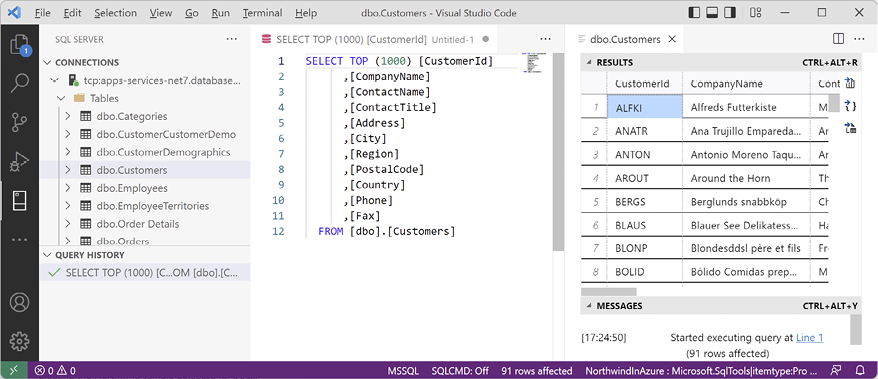 File Edit Selection View Go Run Terminal Help dbo.Customers - Visual Studio Code
1
SQL SERVER
CONNECTIONS
tcp:apps-services-net7.database...
Tables
dbo.Categories
dbo.CustomerCustomerDemo
dbo.CustomerDemographics
dbo.Customers
dbo.Employees
dbo.EmployeeTerritories
dbo.Order Details
dbo.Orders
QUERY HISTORY
SELECT TOP (1000) [C...OM [dbo].[C...
SELECT TOP (1000) [CustomerId] Untitled-1
1 SELECT TOP (1000) [CustomerId]
2 ,[CompanyName]
3 ,[ContactName]
4 ,[ContactTitle]
5 ,[Address]
6 ,[City]
7 ,[Region]
8 ,[PostalCode]
9 ,[Country]
10 ,[Phone]
11 ,[Fax]
12 FROM [dbo].[Customers]
dbo.Customers
RESULTS CTRL+ALT+R
CustomerId CompanyName Cont
1 ALFKI Alfreds Futterkiste M
2 ANATR Ana Trujillo Empareda... Ar
3 ANTON Antonio Moreno Taqu... Ar
4 AROUT Around the Horn Th
5 BERGS Berglunds snabbköp Ch
6 BLAUS Blauer See Delikatess... Ha
7 BLONP Blondesddsl père et fils Fre
8 BOLID Bólido Comidas prep... M
MESSAGES CTRL+ALT+Y
[17:24:50] Started executing query at Line 1
(91 rows affected)
0 0 MSSQL SQLCMD: Off 91 rows affected NorthwindInAzure : Microsoft.SqlTools|itemtype:Pro ...